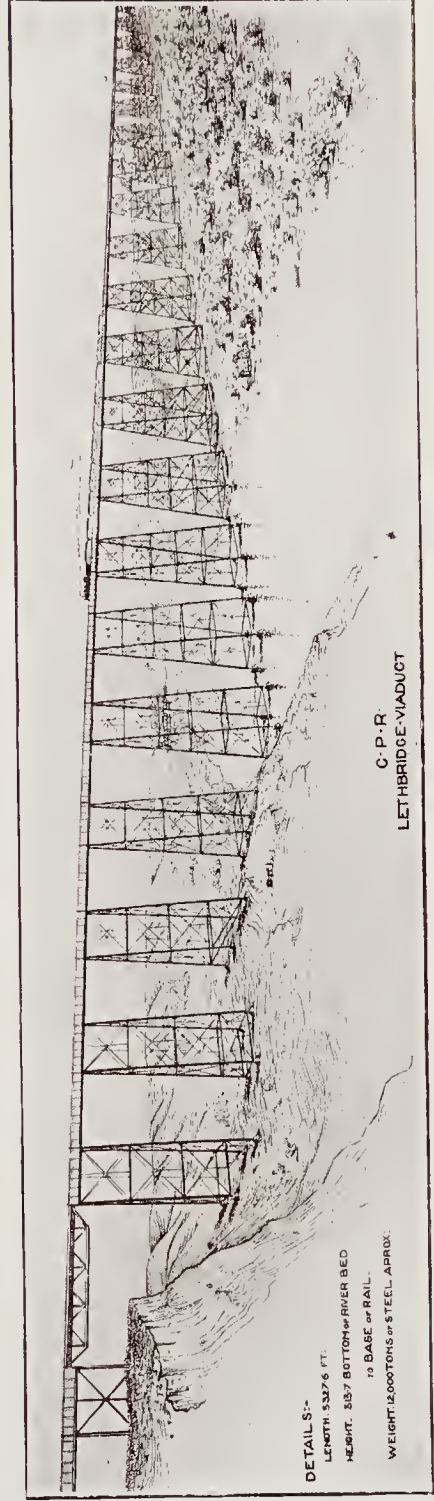 C·P·R·
LETHBRIDGE·VIADUCT
DETAILS:-
LENGTH. 5327·6 FT.
HEIGHT. 313·7 BOTTOM OF RIVER BED
TO BASE OF RAIL.
WEIGHT. 12,000 TONS OF STEEL APROX: